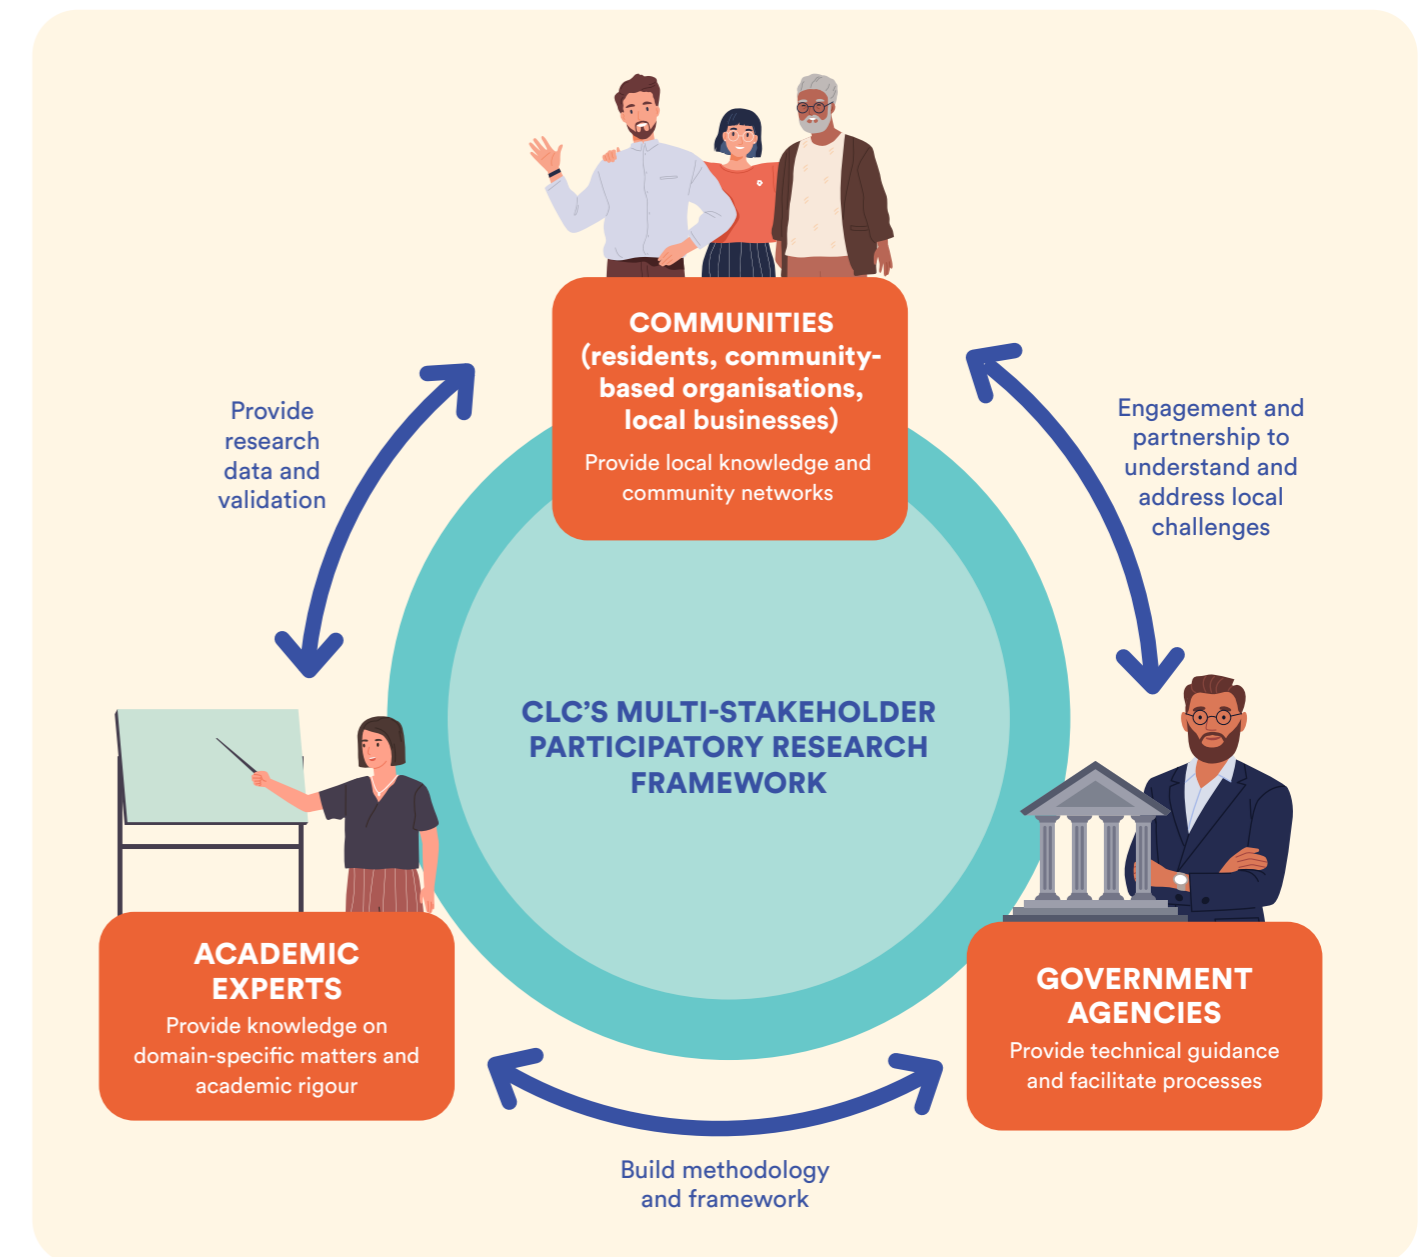 COMMUNITIES
(residents, community-
based organisations,
local businesses)
Provide local knowledge and
community networks
Provide
research
data and
validation
Engagement and
partnership to
understand and
address local
challenges
CLC’S MULTI-STAKEHOLDER
PARTICIPATORY RESEARCH
FRAMEWORK
ACADEMIC
EXPERTS
Provide knowledge on
domain-specific matters and
academic rigour
GOVERNMENT
AGENCIES
Provide technical guidance
and facilitate processes
Build methodology
and framework